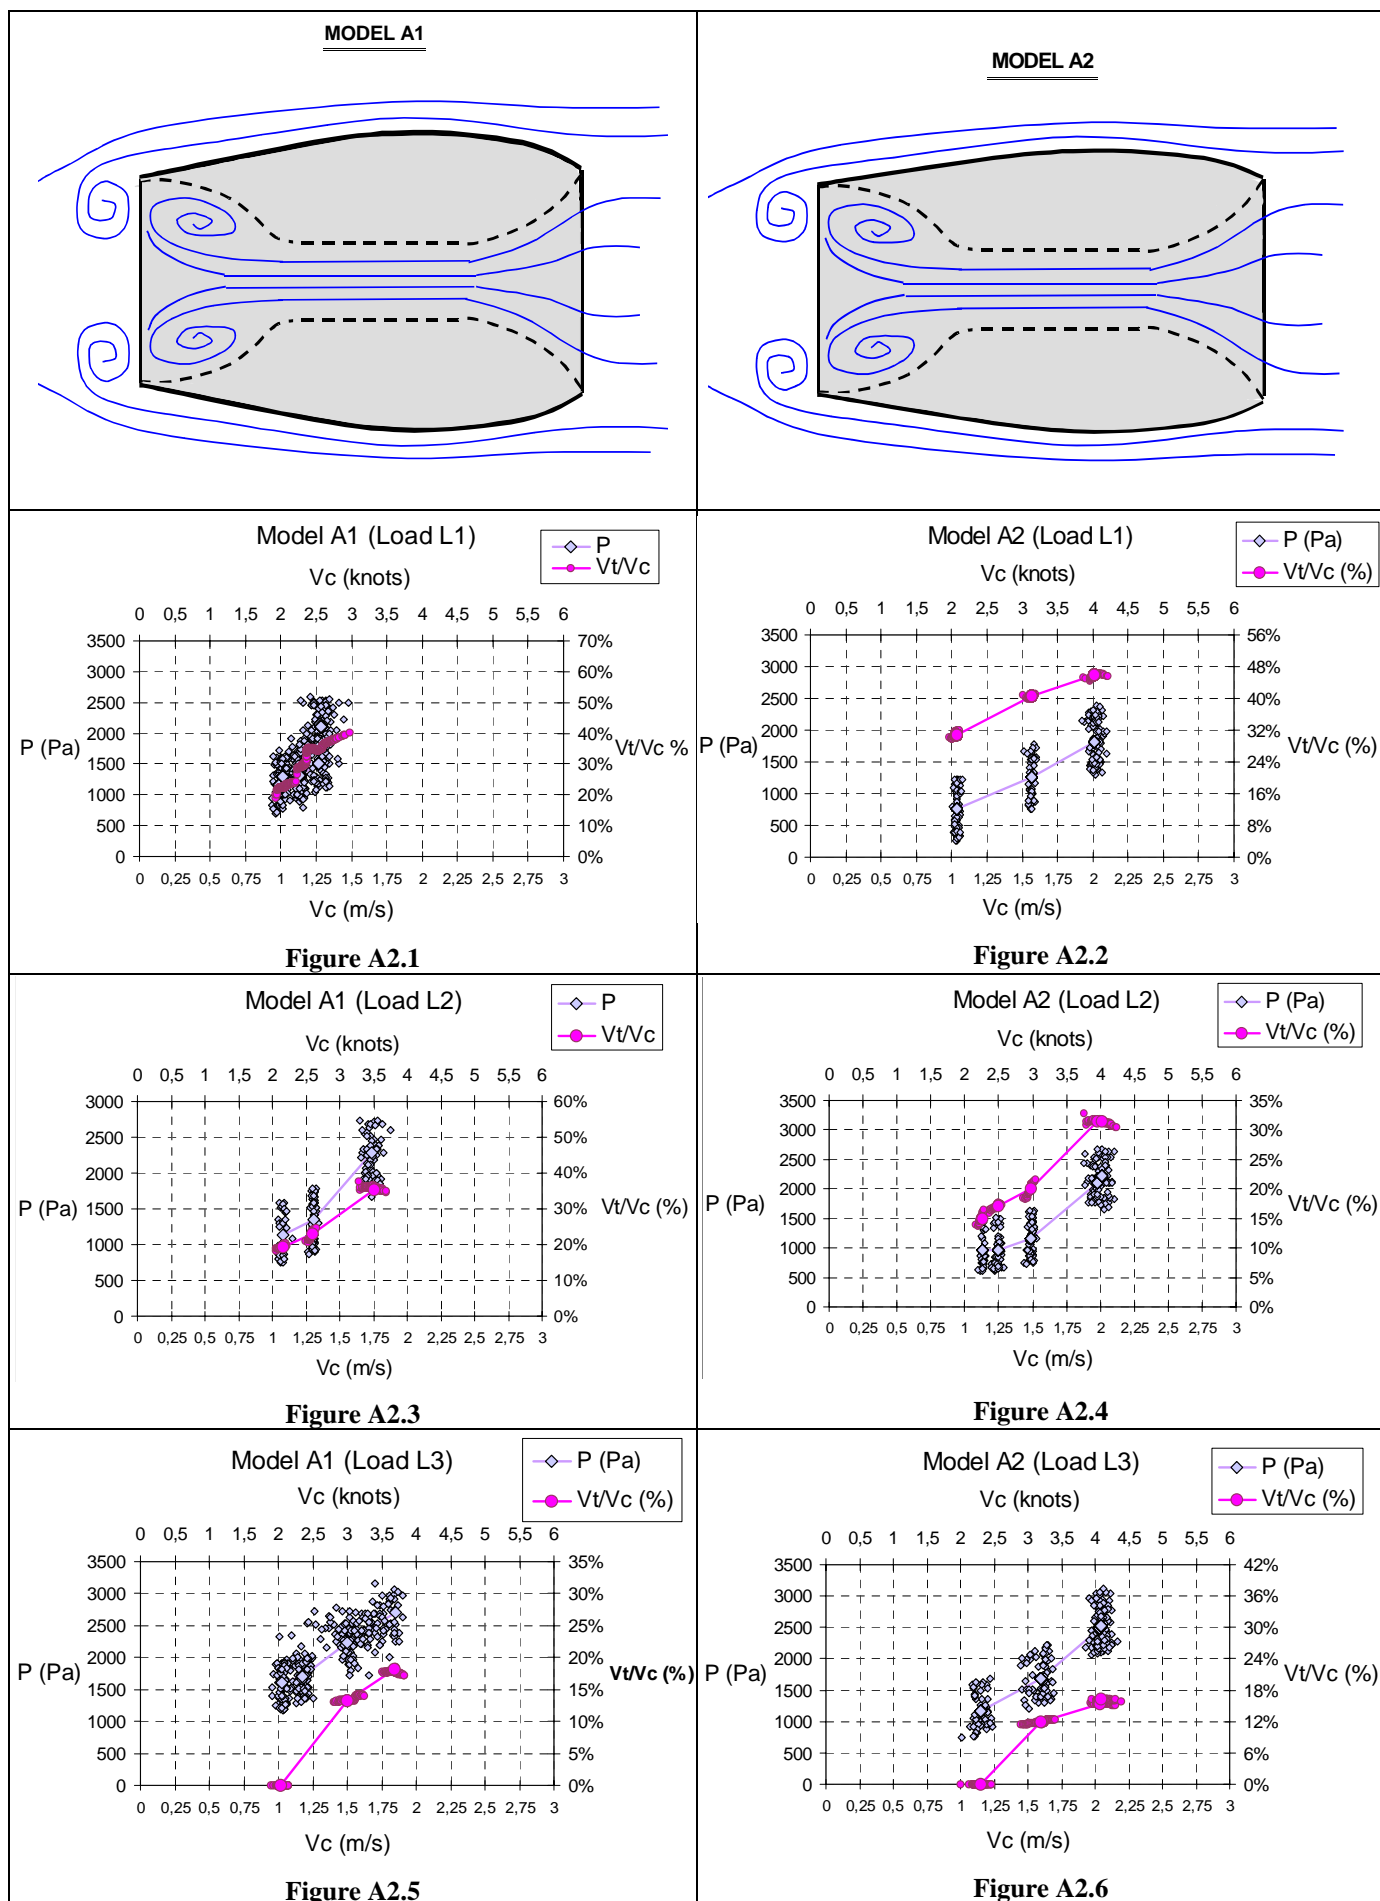 MODEL A1
MODEL A2
Model A1 (Load L1)
P
Vt/Vc
Vc (knots)
0 0,5 1 1,5 2 2,5 3 3,5 4 4,5 5 5,5 6
3500 70%
3000 60%
2500 50%
2000 40%
P (Pa) Vt/Vc %
1500 30%
1000 20%
500 10%
0 0%
0 0,25 0,5 0,75 1 1,25 1,5 1,75 2 2,25 2,5 2,75 3
Vc (m/s)
Figure A2.1
Model A2 (Load L1)
P (Pa)
Vt/Vc (%)
Vc (knots)
0 0,5 1 1,5 2 2,5 3 3,5 4 4,5 5 5,5 6
3500 56%
3000 48%
2500 40%
2000 32%
P (Pa) Vt/Vc (%)
1500 24%
1000 16%
500 8%
0 0%
0 0,25 0,5 0,75 1 1,25 1,5 1,75 2 2,25 2,5 2,75 3
Vc (m/s)
Figure A2.2
Model A1 (Load L2)
P
Vt/Vc
Vc (knots)
0 0,5 1 1,5 2 2,5 3 3,5 4 4,5 5 5,5 6
3000 60%
2500 50%
2000 40%
P (Pa) Vt/Vc (%)
1500 30%
1000 20%
500 10%
0 0%
0 0,25 0,5 0,75 1 1,25 1,5 1,75 2 2,25 2,5 2,75 3
Vc (m/s)
Figure A2.3
Model A2 (Load L2)
P (Pa)
Vt/Vc (%)
Vc (knots)
0 0,5 1 1,5 2 2,5 3 3,5 4 4,5 5 5,5 6
3500 35%
3000 30%
2500 25%
2000 20%
P (Pa) Vt/Vc (%)
1500 15%
1000 10%
500 5%
0 0%
0 0,25 0,5 0,75 1 1,25 1,5 1,75 2 2,25 2,5 2,75 3
Vc (m/s)
Figure A2.4
Model A1 (Load L3)
P (Pa)
Vt/Vc (%)
Vc (knots)
0 0,5 1 1,5 2 2,5 3 3,5 4 4,5 5 5,5 6
3500 35%
3000 30%
2500 25%
2000 20%
P (Pa) Vt/Vc (%)
1500 15%
1000 10%
500 5%
0 0%
0 0,25 0,5 0,75 1 1,25 1,5 1,75 2 2,25 2,5 2,75 3
Vc (m/s)
Figure A2.5
Model A2 (Load L3)
P (Pa)
Vt/Vc (%)
Vc (knots)
0 0,5 1 1,5 2 2,5 3 3,5 4 4,5 5 5,5 6
3500 42%
3000 36%
2500 30%
2000 24%
P (Pa) Vt/Vc (%)
1500 18%
1000 12%
500 6%
0 0%
0 0,25 0,5 0,75 1 1,25 1,5 1,75 2 2,25 2,5 2,75 3
Vc (m/s)
Figure A2.6